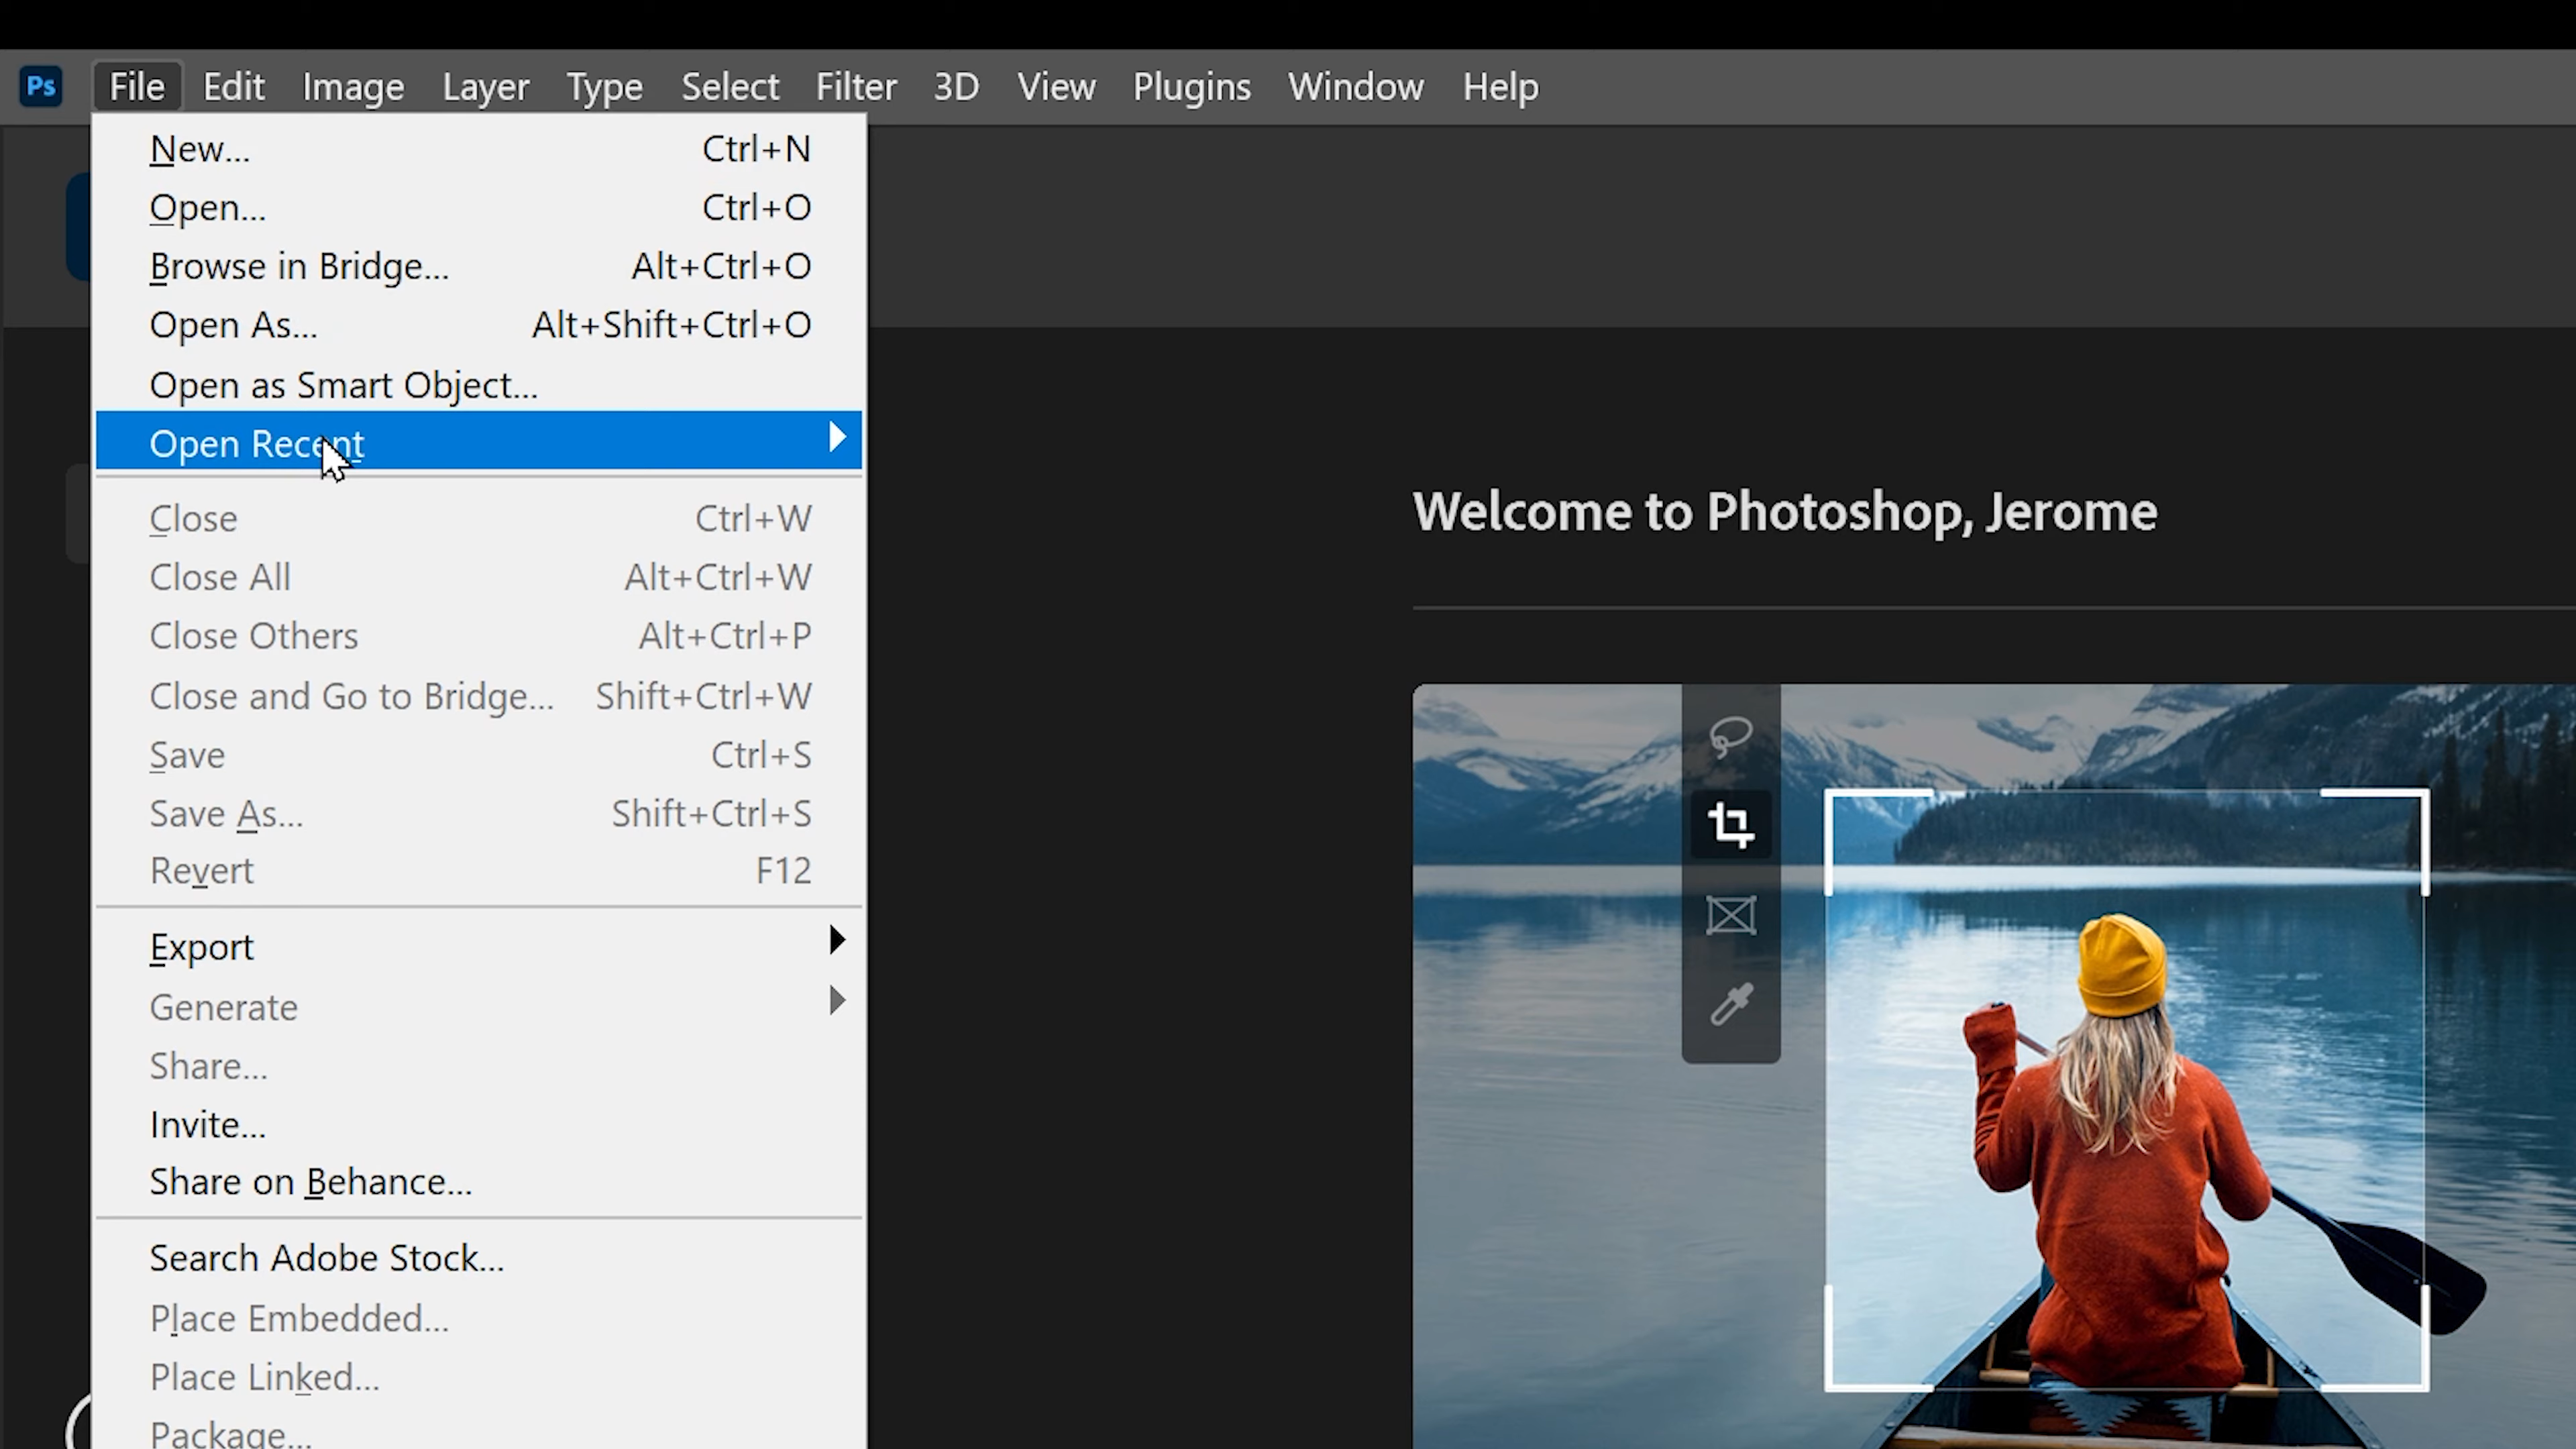 Ps File Edit Image Layer Type Select Filter 3D View Plugins Window Help
New... Ctrl+N
Open... Ctrl+O
Browse in Bridge... Alt+Ctrl+O
Open As... Alt+Shift+Ctrl+O
Open as Smart Object...
Open Recent
Close Ctrl+W
Close All Alt+Ctrl+W
Close Others Alt+Ctrl+P
Close and Go to Bridge... Shift+Ctrl+W
Save Ctrl+S
Save As... Shift+Ctrl+S
Revert F12
Export
Generate
Share...
Invite...
Share on Behance...
Search Adobe Stock...
Place Embedded...
Place Linked...
Package...
Welcome to Photoshop, Jerome